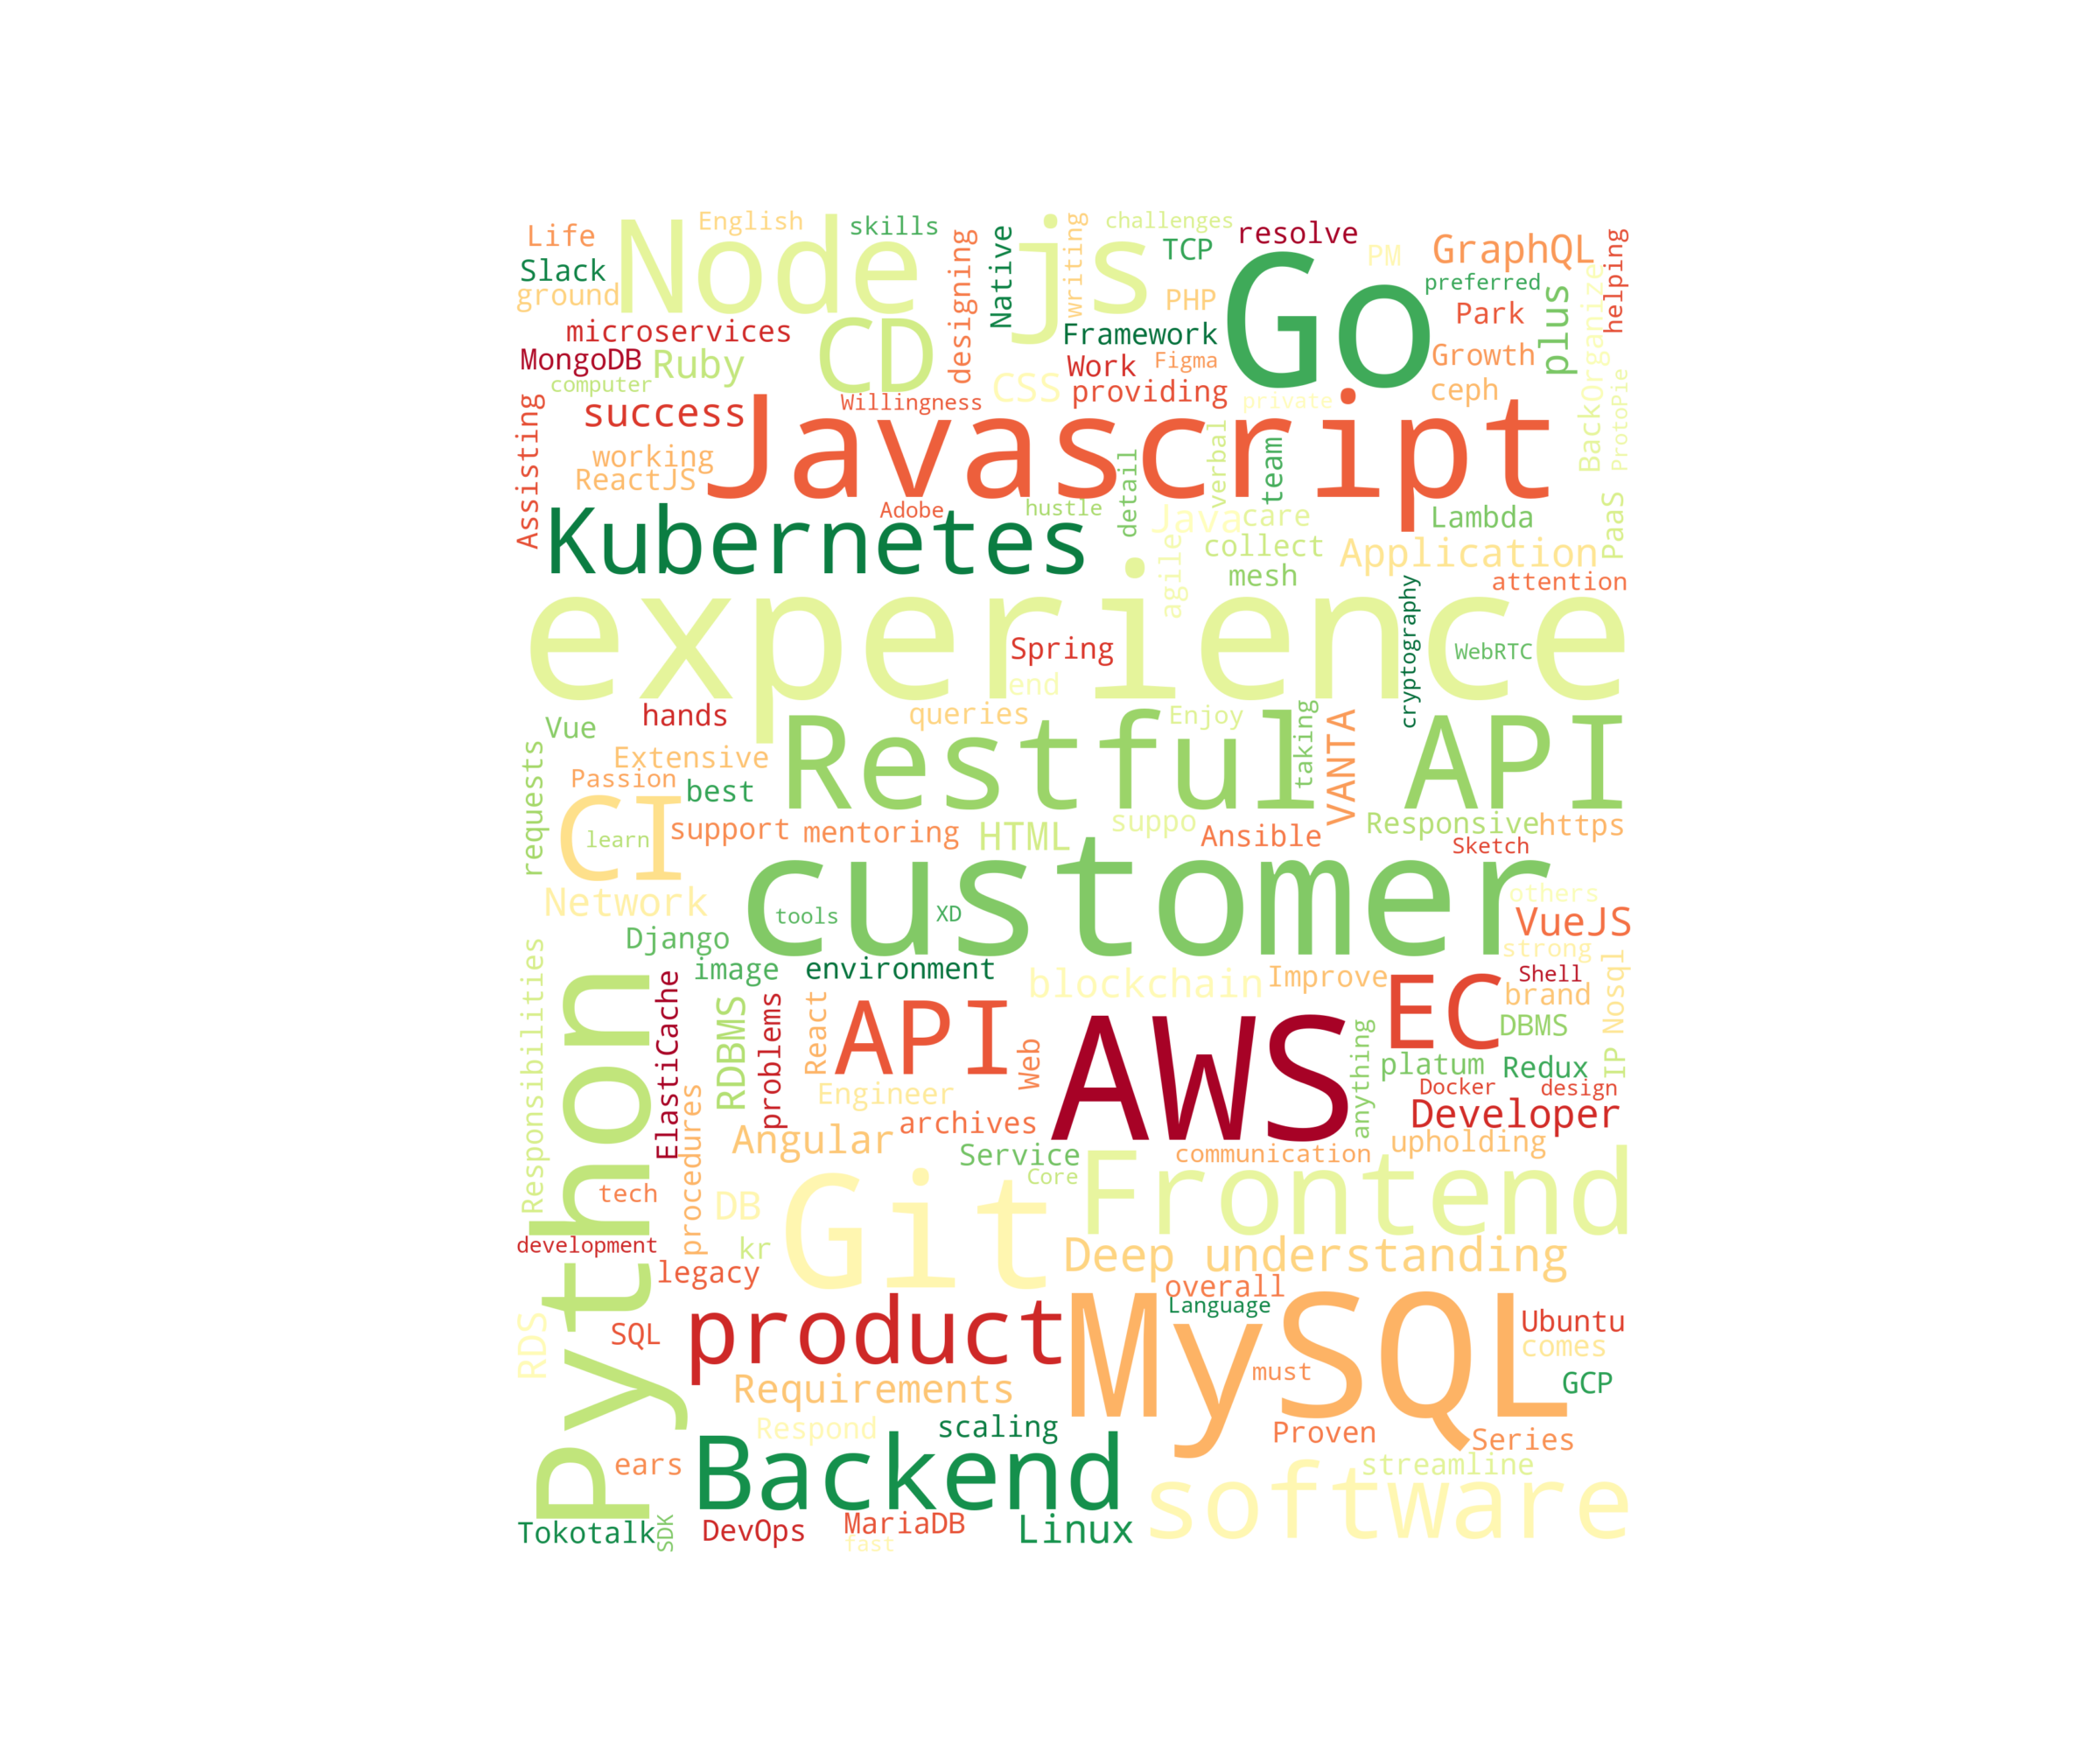 Life
English
skills
Node js
designing
Native
writing
challenges
TCP
resolve
PM
GraphQL
helping
Slack
ground
PHP
Go
preferred
plus
BackOrganize
microservices
CD
Framework
Park
MongoDB
Ruby
Work
Figma
Growth
computer
CSS
providing
ceph
ProtoPie
Assisting
success
Willingness
private
Javascript
working
ReactJS
verbal
team
detail
Adobe
hustle
Kubernetes
Java
care
Lambda
PaaS
collect
Application
agile
mesh
attention
cryptography
experience
Spring
WebRTC
end
Vue
hands
queries
Enjoy
taking
VANTA
requests
Extensive
Restful API
Passion
best
CI
learn
support
mentoring
HTML
suppo
Ansible
Responsive
https
Sketch
Network
customer
others
tools
XD
VueJS
Django
strong
Responsibilities
Python
ElastiCache
image
environment
blockchain
Improve
EC
Shell
IP
Nosql
brand
RDBMS
problems
React
API
Web
AWS
anything
DBMS
platum
Redux
Engineer
Docker
design
archives
Developer
procedures
Angular
Service
communication
upholding
Core
Frontend
tech
DB
Git
development
kr
Deep understanding
legacy
overall
Language
RDS
SQL
product
MySQL
Ubuntu
comes
must
GCP
Requirements
Respond
scaling
Proven
Series
ears
Backend
streamline
software
Tokotalk
SDK
DevOps
MariaDB
Linux
fast